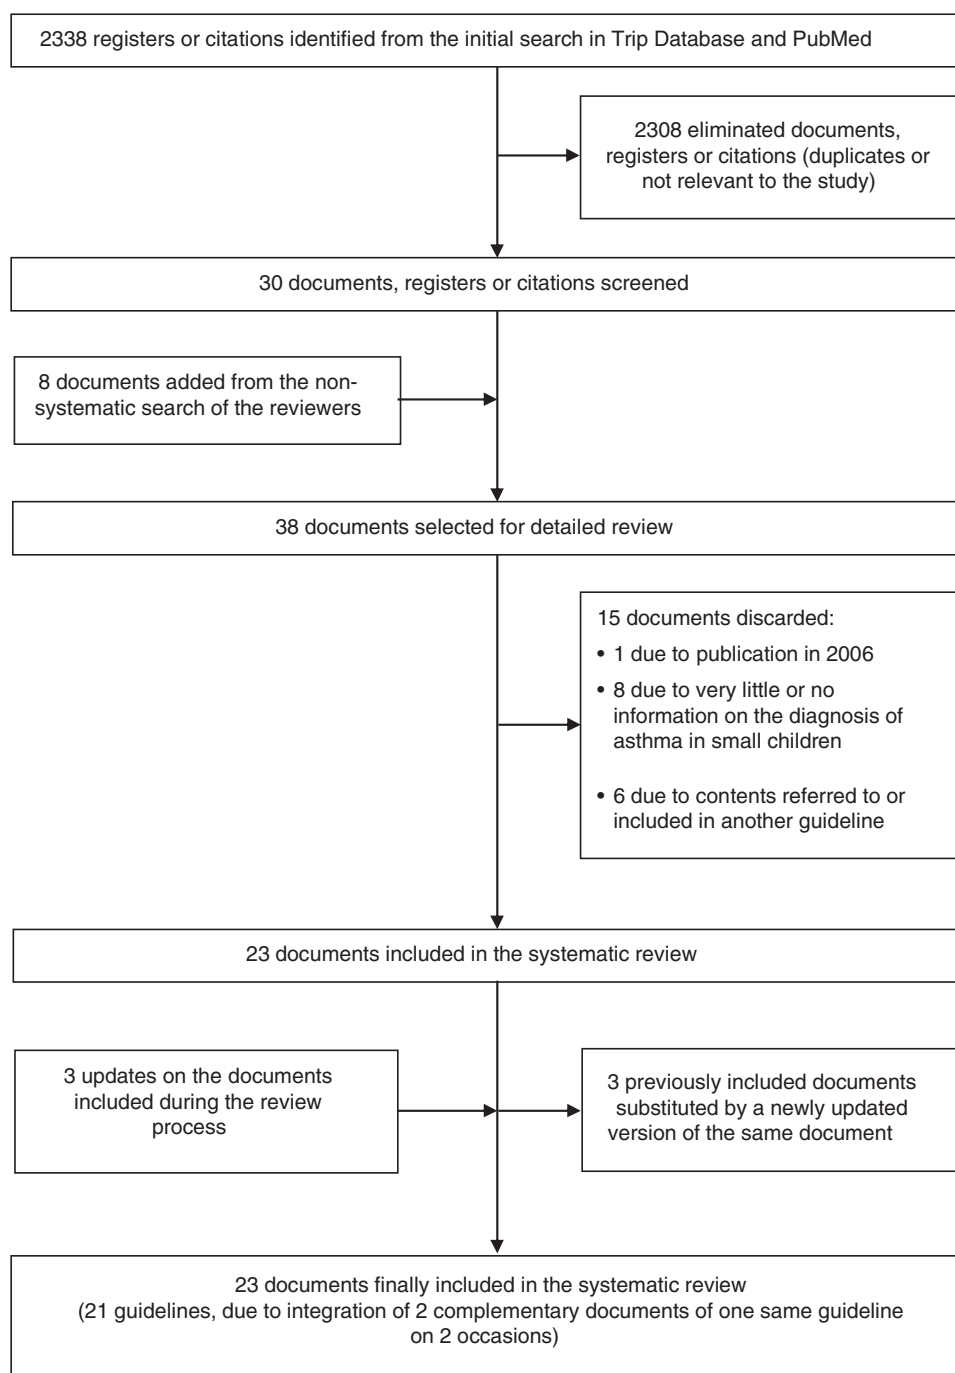 2338 registers or citations identified from the initial search in Trip Database and PubMed
2308 eliminated documents,
registers or citations (duplicates or
not relevant to the study)
30 documents, registers or citations screened
8 documents added from the non-
systematic search of the reviewers
38 documents selected for detailed review
15 documents discarded:
• 1 due to publication in 2006
• 8 due to very little or no
information on the diagnosis of
asthma in small children
• 6 due to contents referred to or
included in another guideline
23 documents included in the systematic review
3 updates on the documents
included during the review
process
3 previously included documents
substituted by a newly updated
version of the same document
23 documents finally included in the systematic review
(21 guidelines, due to integration of 2 complementary documents of one same guideline
on 2 occasions)